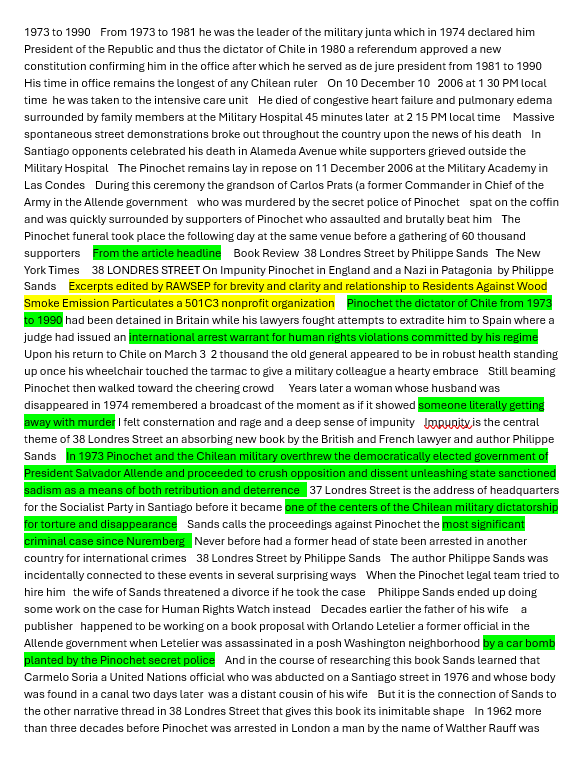 1973 to 1990    From 1973 to 1981 he was the leader of the military junta which in 1974 declared him
President of the Republic and thus the dictator of Chile in 1980 a referendum approved a new
constitution confirming him in the office after which he served as de jure president from 1981 to 1990
His time in office remains the longest of any Chilean ruler    On 10 December 10   2006 at 1 30 PM local
time  he was taken to the intensive care unit    He died of congestive heart failure and pulmonary edema
surrounded by family members at the Military Hospital 45 minutes later  at 2 15 PM local time     Massive
spontaneous street demonstrations broke out throughout the country upon the news of his death    In
Santiago opponents celebrated his death in Alameda Avenue while supporters grieved outside the
Military Hospital    The Pinochet remains lay in repose on 11 December 2006 at the Military Academy in
Las Condes    During this ceremony the grandson of Carlos Prats (a former Commander in Chief of the
Army in the Allende government    who was murdered by the secret police of Pinochet    spat on the coffin
and was quickly surrounded by supporters of Pinochet who assaulted and brutally beat him    The
Pinochet funeral took place the following day at the same venue before a gathering of 60 thousand
supporters     From the article headline     Book Review  38 Londres Street by Philippe Sands   The New
York Times     38 LONDRES STREET On Impunity Pinochet in England and a Nazi in Patagonia  by Philippe
Sands     Excerpts edited by RAWSEP for brevity and clarity and relationship to Residents Against Wood
Smoke Emission Particulates a 501C3 nonprofit organization     Pinochet the dictator of Chile from 1973
to 1990 had been detained in Britain while his lawyers fought attempts to extradite him to Spain where a
judge had issued an international arrest warrant for human rights violations committed by his regime
Upon his return to Chile on March 3  2 thousand the old general appeared to be in robust health standing
up once his wheelchair touched the tarmac to give a military colleague a hearty embrace    Still beaming
Pinochet then walked toward the cheering crowd      Years later a woman whose husband was
disappeared in 1974 remembered a broadcast of the moment as if it showed someone literally getting
away with murder I felt consternation and rage and a deep sense of impunity    Impunity is the central
theme of 38 Londres Street an absorbing new book by the British and French lawyer and author Philippe
Sands    In 1973 Pinochet and the Chilean military overthrew the democratically elected government of
President Salvador Allende and proceeded to crush opposition and dissent unleashing state sanctioned
sadism as a means of both retribution and deterrence   37 Londres Street is the address of headquarters
for the Socialist Party in Santiago before it became one of the centers of the Chilean military dictatorship
for torture and disappearance    Sands calls the proceedings against Pinochet the most significant
criminal case since Nuremberg   Never before had a former head of state been arrested in another
country for international crimes    38 Londres Street by Philippe Sands    The author Philippe Sands was
incidentally connected to these events in several surprising ways    When the Pinochet legal team tried to
hire him   the wife of Sands threatened a divorce if he took the case     Philippe Sands ended up doing
some work on the case for Human Rights Watch instead    Decades earlier the father of his wife     a
publisher   happened to be working on a book proposal with Orlando Letelier a former official in the
Allende government when Letelier was assassinated in a posh Washington neighborhood by a car bomb
planted by the Pinochet secret police    And in the course of researching this book Sands learned that
Carmelo Soria a United Nations official who was abducted on a Santiago street in 1976 and whose body
was found in a canal two days later  was a distant cousin of his wife    But it is the connection of Sands to
the other narrative thread in 38 Londres Street that gives this book its inimitable shape    In 1962 more
than three decades before Pinochet was arrested in London a man by the name of Walther Rauff was